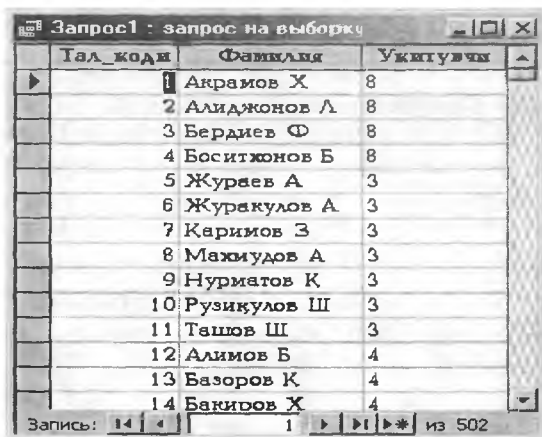 Запрос1 : запрос на выборку
Тал_коди Фамилия Укитувчи
1 Акрамов Х 8
2 Алиджонов Л 8
3 Бердиев Ф 8
4 Боситхонов Б 8
5 Жураев А 3
6 Журакулов А 3
7 Каримов З 3
8 Махмудов А 3
9 Нурматов К 3
10 Рузикулов Ш 3
11 Ташов Ш 3
12 Алимов Б 4
13 Базоров К 4
14 Бакиров Х 4
Запись: 1 из 502